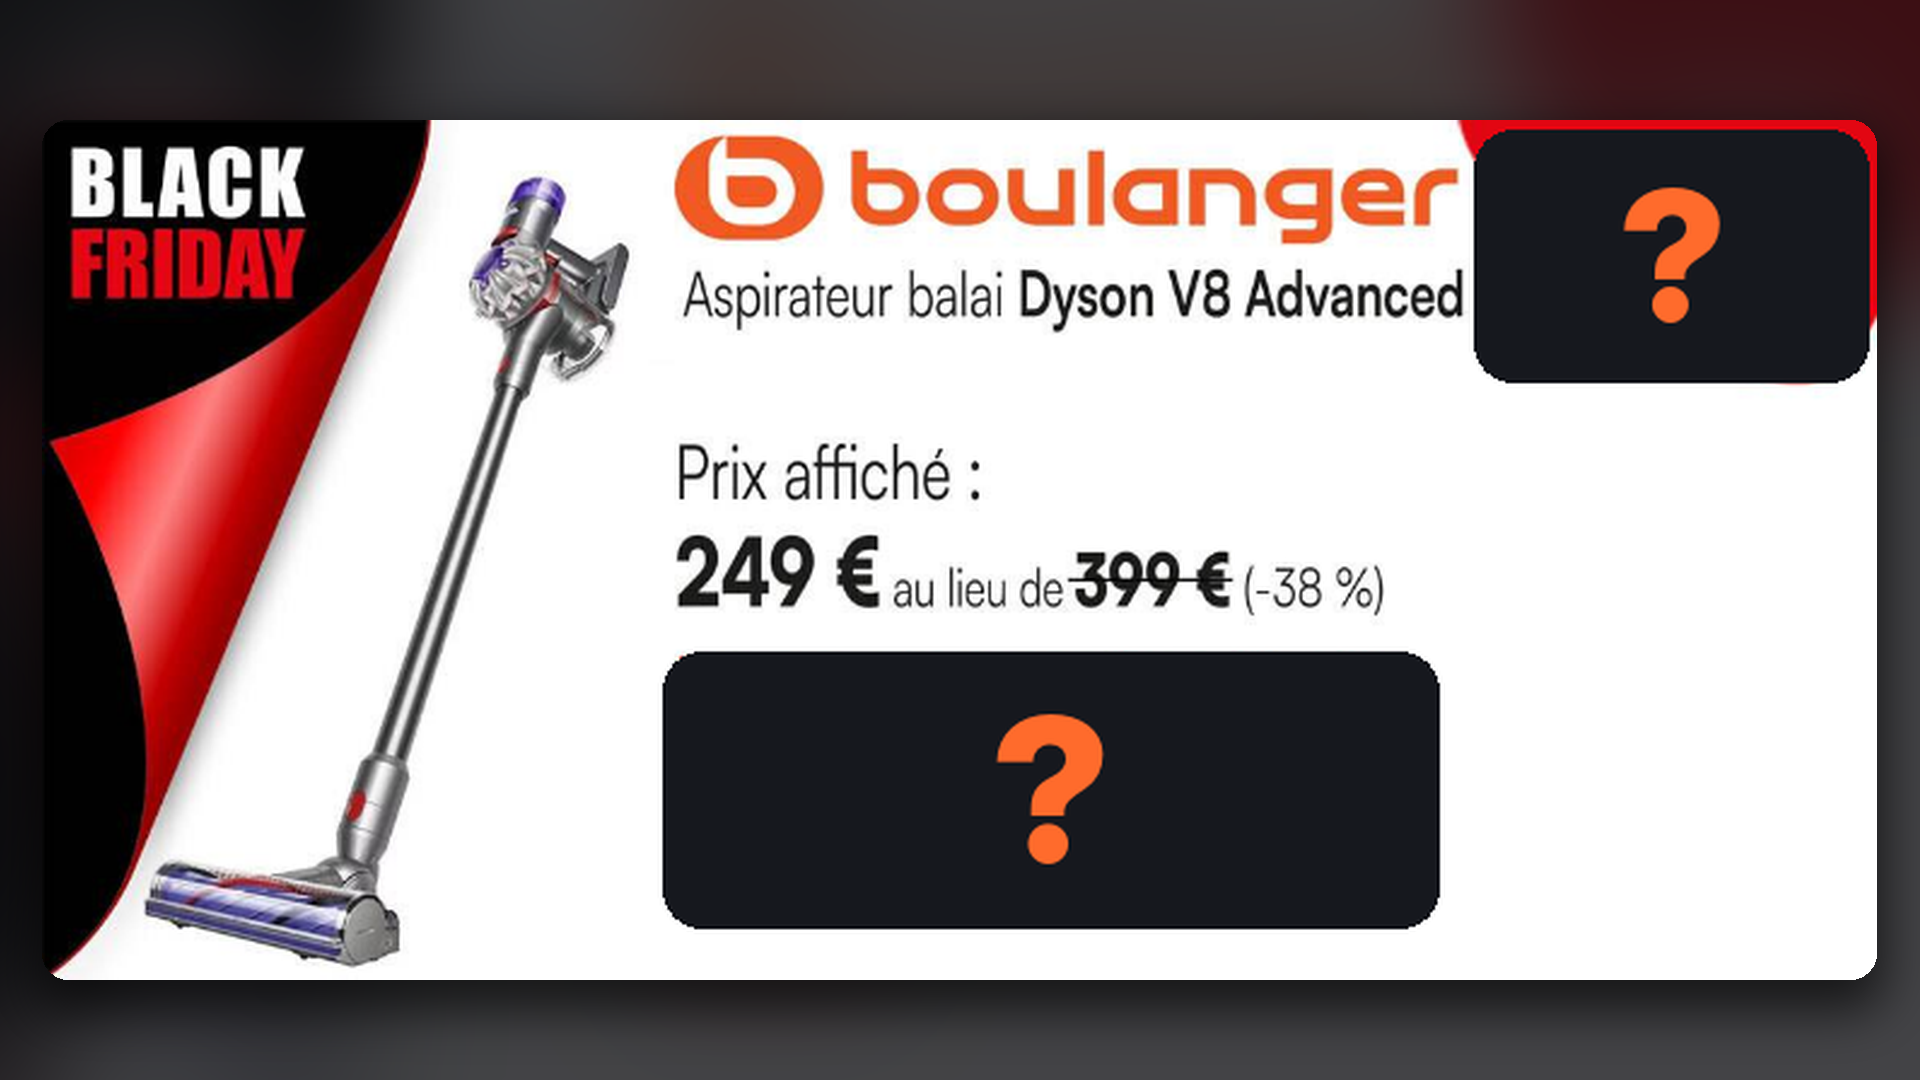 BLACK
FRIDAY
boulanger
Aspirateur balai Dyson V8 Advanced
?
Prix affiché :
249 € au lieu de 399 € (-38 %)
?